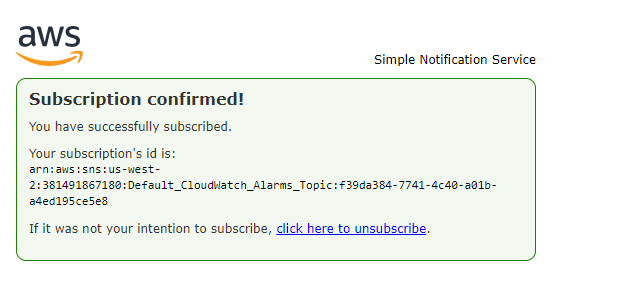 aws
Simple Notification Service
Subscription confirmed!
You have successfully subscribed.
Your subscription's id is:
arn:aws:sns:us-west-
2:381491867180:Default_CloudWatch_Alarms_Topic:f39da384-7741-4c40-a01b-
a4ed195ce5e8
If it was not your intention to subscribe, click here to unsubscribe.